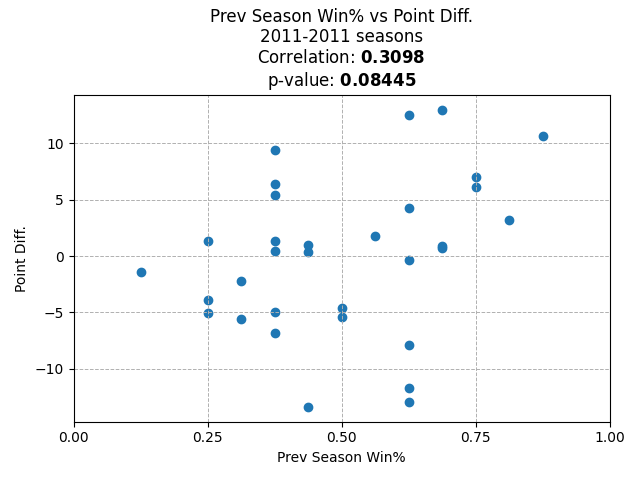 Prev Season Win% vs Point Diff.
2011-2011 seasons
Correlation: 0.3098
p-value: 0.08445
10
5
0
−5
−10
Point Diff.
0.00
0.25
0.50
0.75
1.00
Prev Season Win%